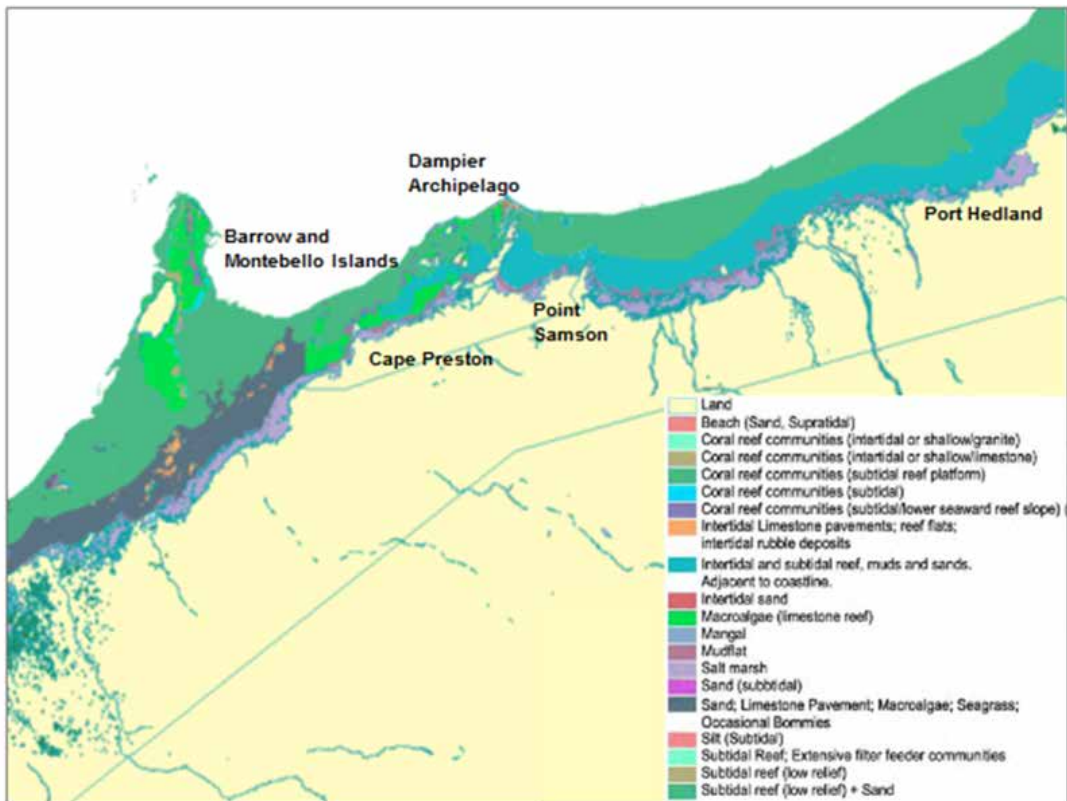 Dampier
Archipelago
Barrow and
Montebello Islands
Port Hedland
Point
Samson
Cape Preston
Land
Beach (Sand, Supratidal)
Coral reef communities (intertidal or shallow/granite)
Coral reef communities (intertidal or shallow/limestone)
Coral reef communities (subtidal reef platform)
Coral reef communities (subtidal)
Coral reef communities (subtidal/lower seaward reef slope) (
Intertidal Limestone pavements; reef flats;
intertidal rubble deposits
Intertidal and subtidal reef, muds and sands.
Adjacent to coastline.
Intertidal sand
Macroalgae (limestone reef)
Mangal
Mudflat
Salt marsh
Sand (subbtidal)
Sand; Limestone Pavement; Macroalgae; Seagrass;
Occasional Bommies
Silt (Subtidal)
Subtidal Reef; Extensive filter feeder communities
Subtidal reef (low relief)
Subtidal reef (low relief) + Sand